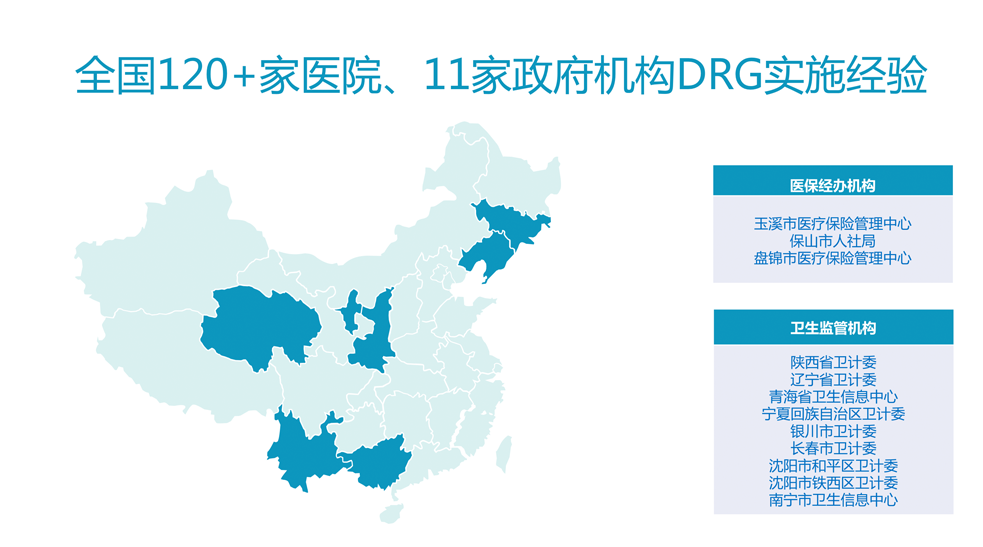 全国120+家医院、11家政府机构DRG实施经验
医保经办机构
玉溪市医疗保险管理中心
保山市人社局
盘锦市医疗保险管理中心
卫生监管机构
陕西省卫计委
辽宁省卫计委
青海省卫生信息中心
宁夏回族自治区卫计委
银川市卫计委
长春市卫计委
沈阳市和平区卫计委
沈阳市铁西区卫计委
南宁市卫生信息中心